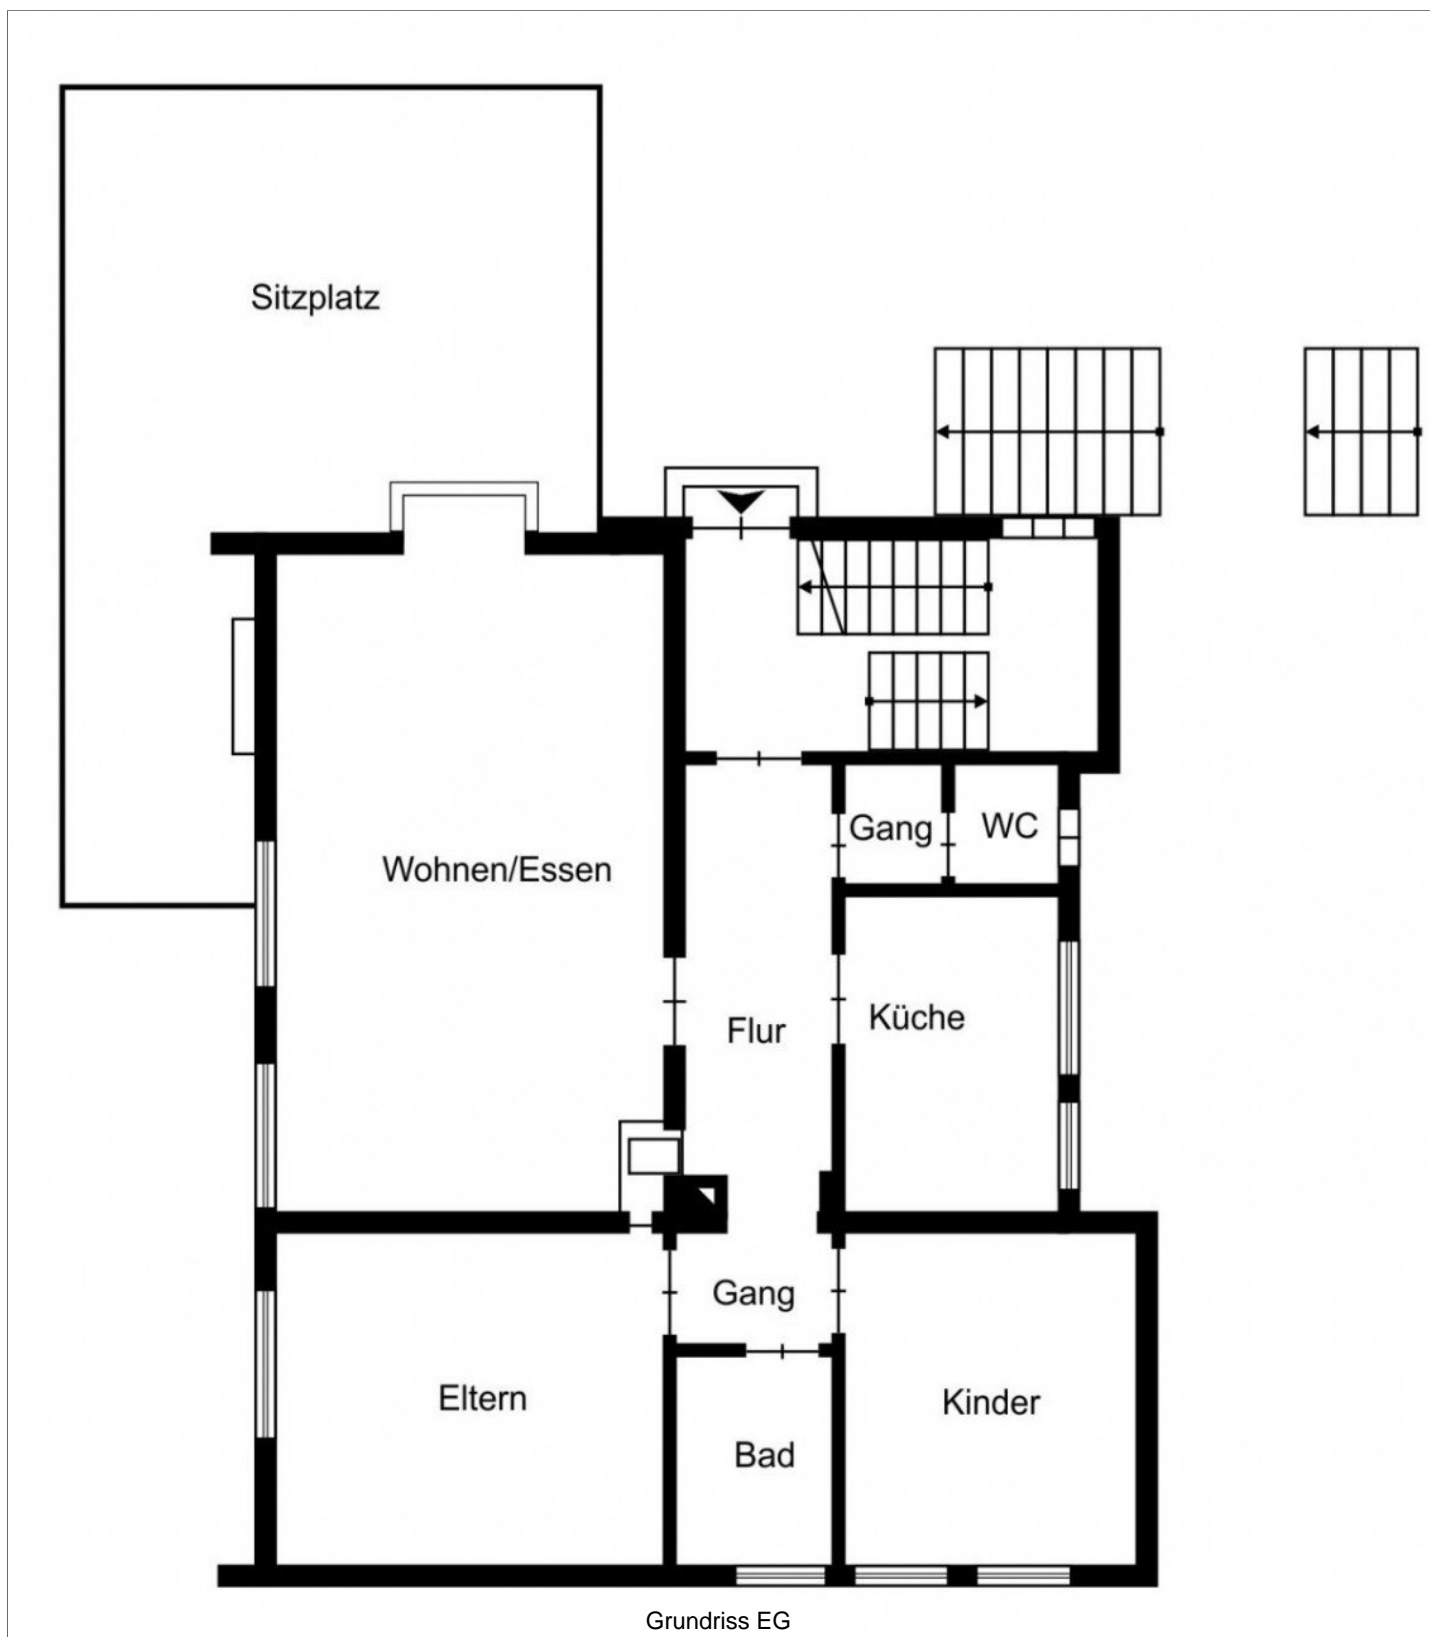 Sitzplatz
Gang
WC
Wohnen/Essen
Küche
Flur
Gang
Eltern
Kinder
Bad
Grundriss EG